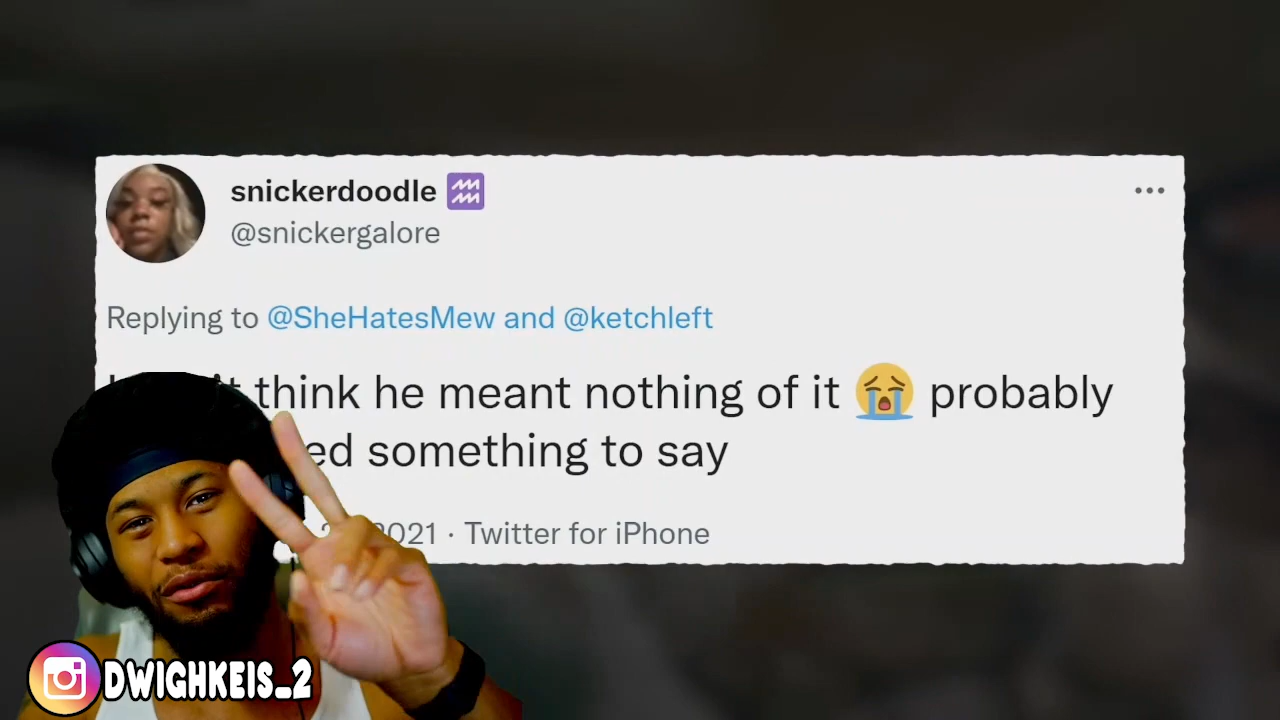 snickerdoodle ♒
@snickergalore
Replying to @SheHatesMew and @ketchleft
think he meant nothing of it 😭 probably
something to say
2021 · Twitter for iPhone
DWIGHKEIS_2